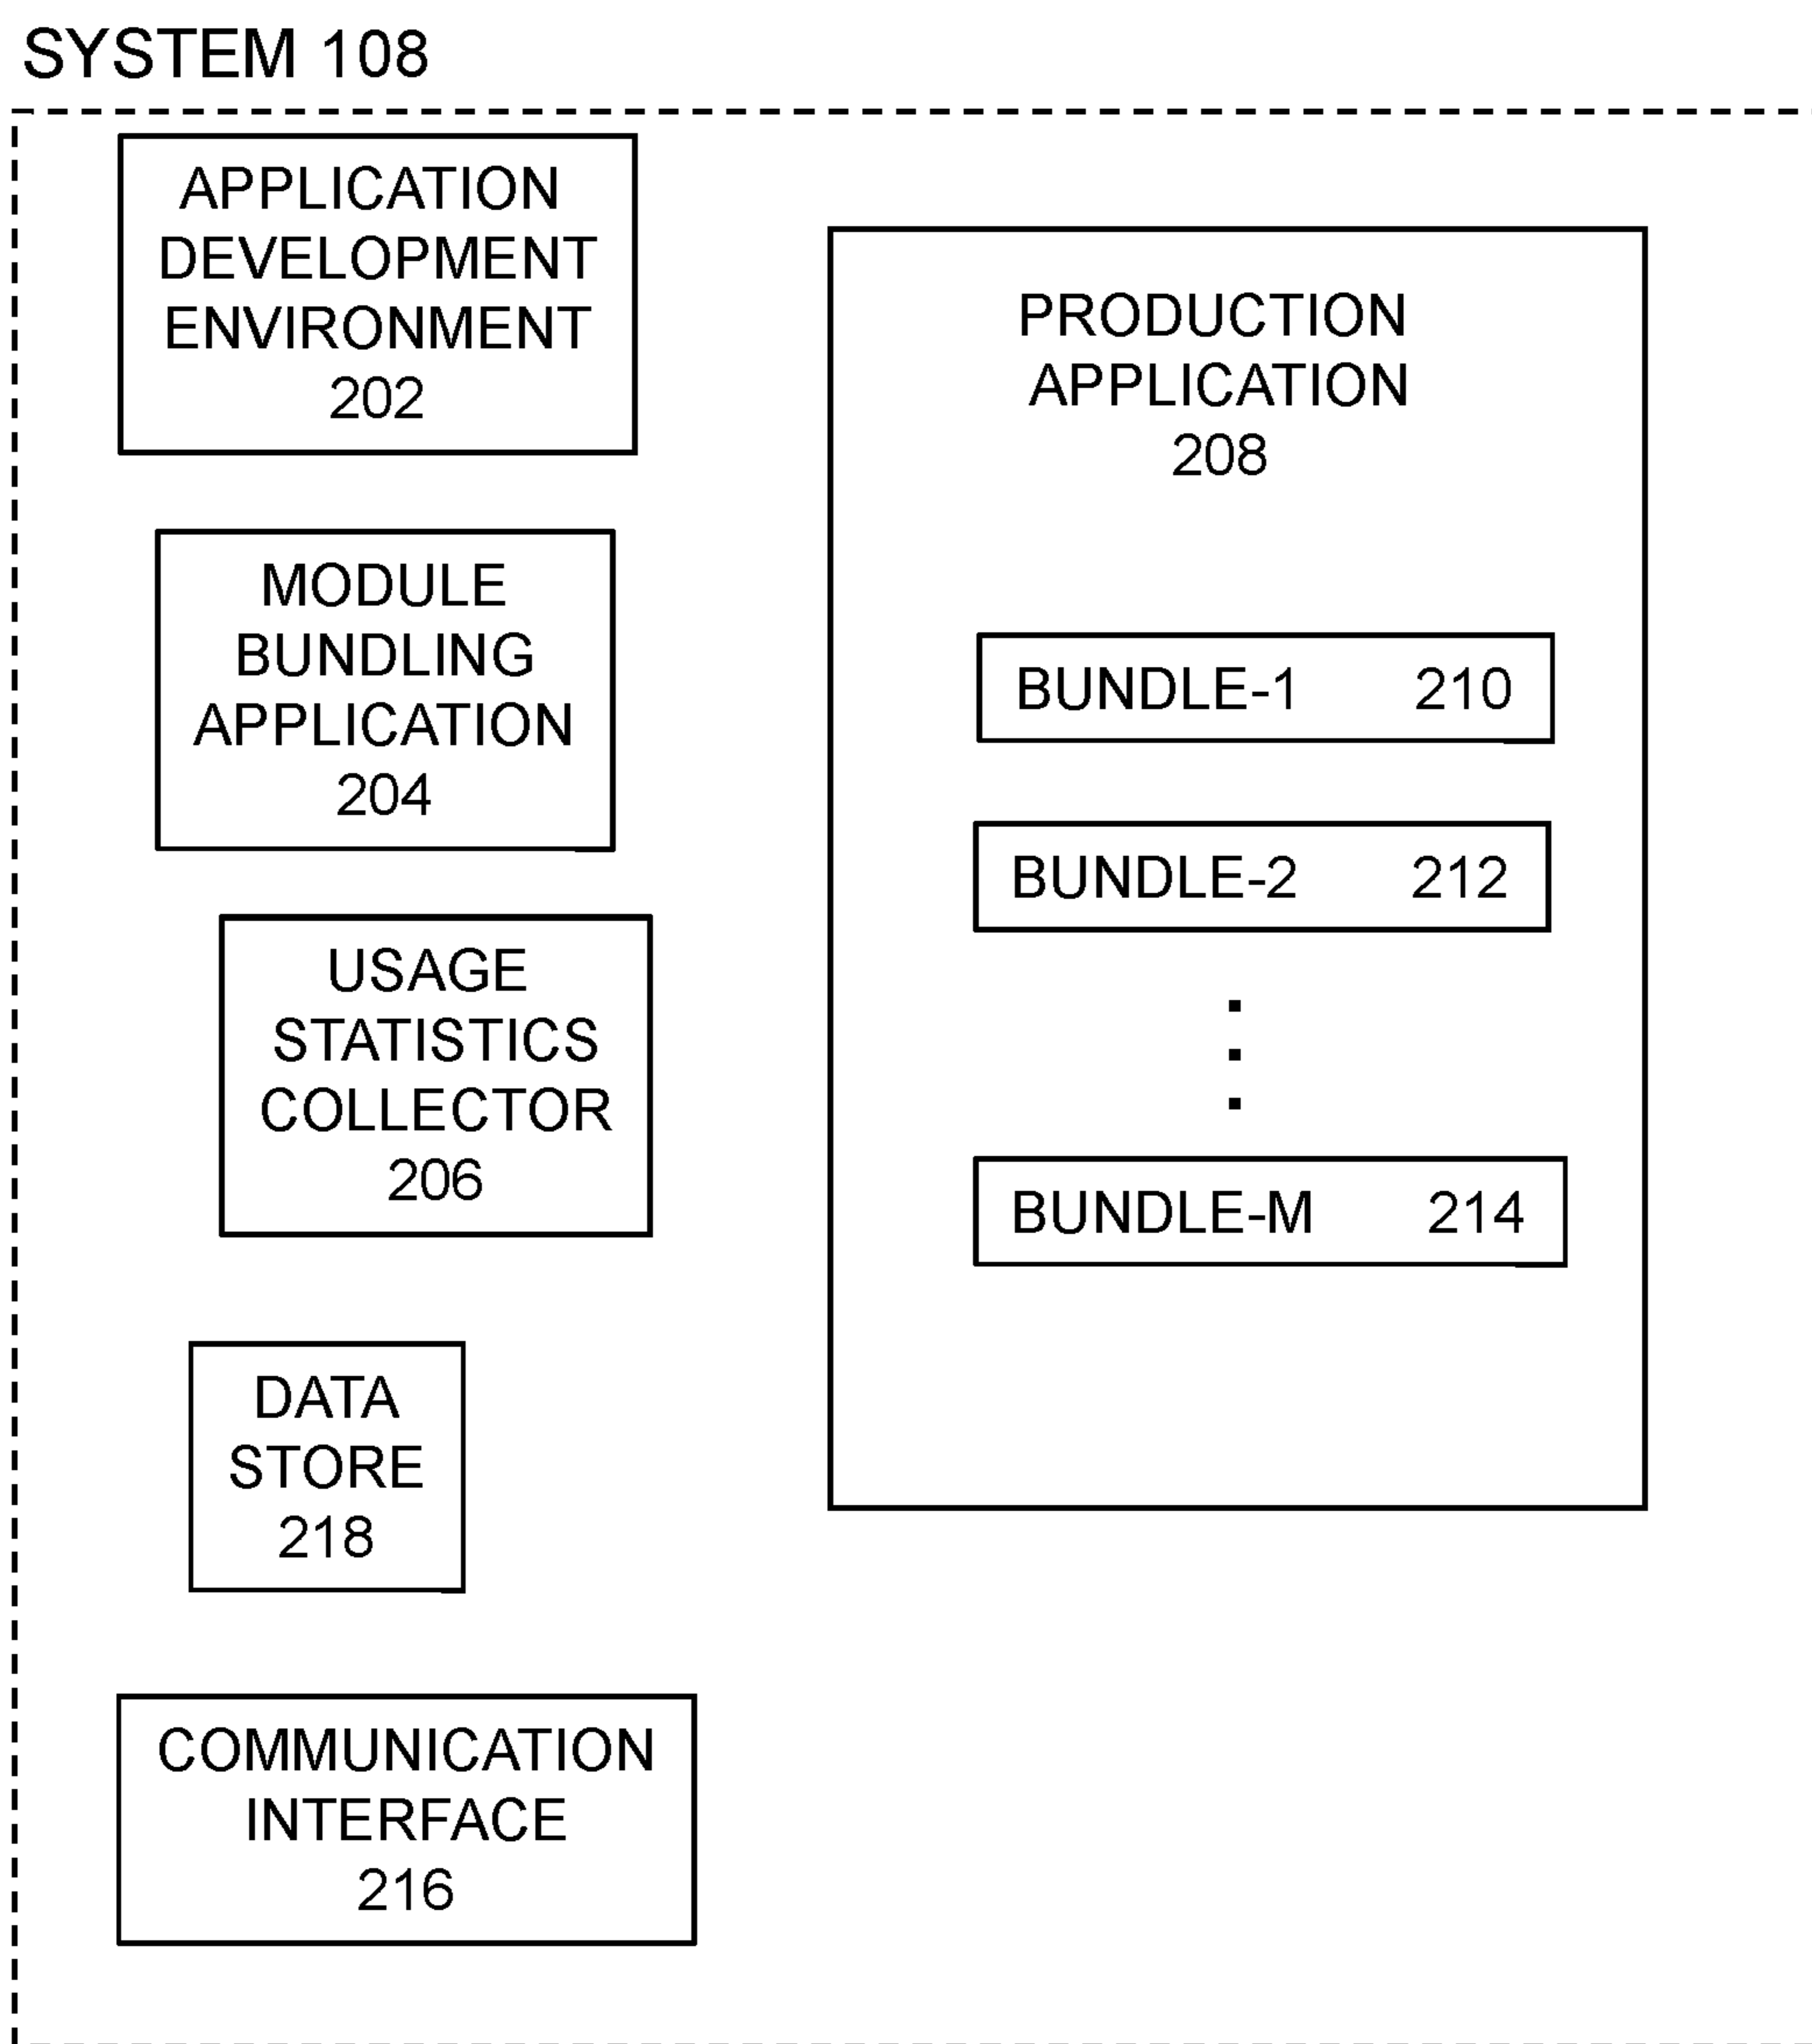 SYSTEM 108
APPLICATION
DEVELOPMENT
ENVIRONMENT
202
MODULE
BUNDLING
APPLICATION
204
USAGE
STATISTICS
COLLECTOR
206
DATA
STORE
218
COMMUNICATION
INTERFACE
216
PRODUCTION
APPLICATION
208
BUNDLE-1 210
BUNDLE-2 212
BUNDLE-M 214